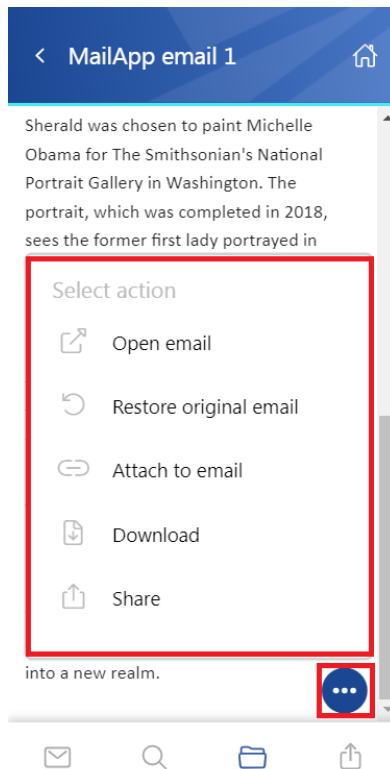 MailApp email 1
Sherald was chosen to paint Michelle
Obama for The Smithsonian's National
Portrait Gallery in Washington. The
portrait, which was completed in 2018,
sees the former first lady portrayed in
Select action
Open email
Restore original email
Attach to email
Download
Share
into a new realm.